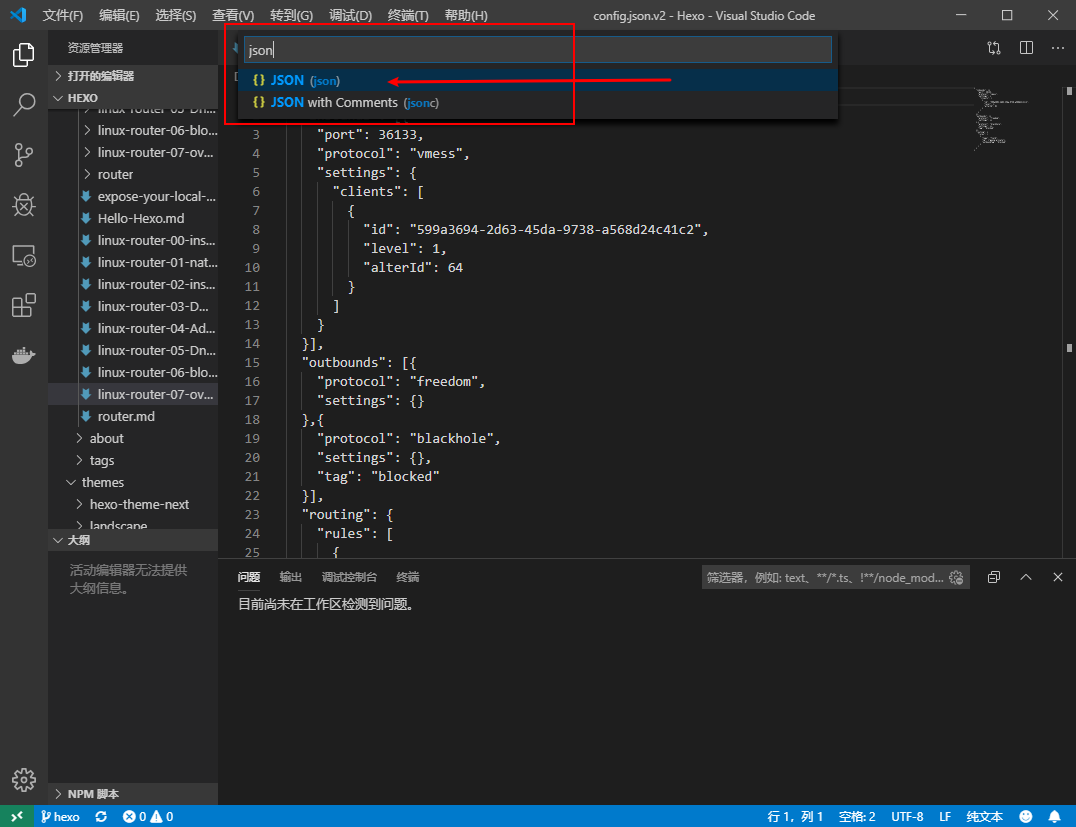 文件(F) 编辑(E) 选择(S) 查看(V) 转到(G) 调试(D) 终端(T) 帮助(H) config.json.v2 - Hexo - Visual Studio Code
资源管理器
打开的编辑器
HEXO
linux-router-05-Dn...
linux-router-06-blo...
linux-router-07-ov...
router
expose-your-local-...
Hello-Hexo.md
linux-router-00-ins...
linux-router-01-nat...
linux-router-02-ins...
linux-router-03-D...
linux-router-04-Ad...
linux-router-05-Dn...
linux-router-06-blo...
linux-router-07-ov...
router.md
about
tags
themes
hexo-theme-next
landscape
大纲
活动编辑器无法提供
大纲信息。
NPM 脚本
json
{} JSON (json)
{} JSON with Comments (jsonc)
3 "port": 36133,
4 "protocol": "vmess",
5 "settings": {
6 "clients": [
7 {
8 "id": "599a3694-2d63-45da-9738-a568d24c41c2",
9 "level": 1,
10 "alterId": 64
11 }
12 ]
13 }
14 }],
15 "outbounds": [{
16 "protocol": "freedom",
17 "settings": {}
18 },{
19 "protocol": "blackhole",
20 "settings": {},
21 "tag": "blocked"
22 }],
23 "routing": {
24 "rules": [
25 {
问题 输出 调试控制台 终端 筛选器，例如: text、**/*.ts、!**/node_mod...
目前尚未在工作区检测到问题。
hexo 0 0 行 1，列 1 空格: 2 UTF-8 LF 纯文本